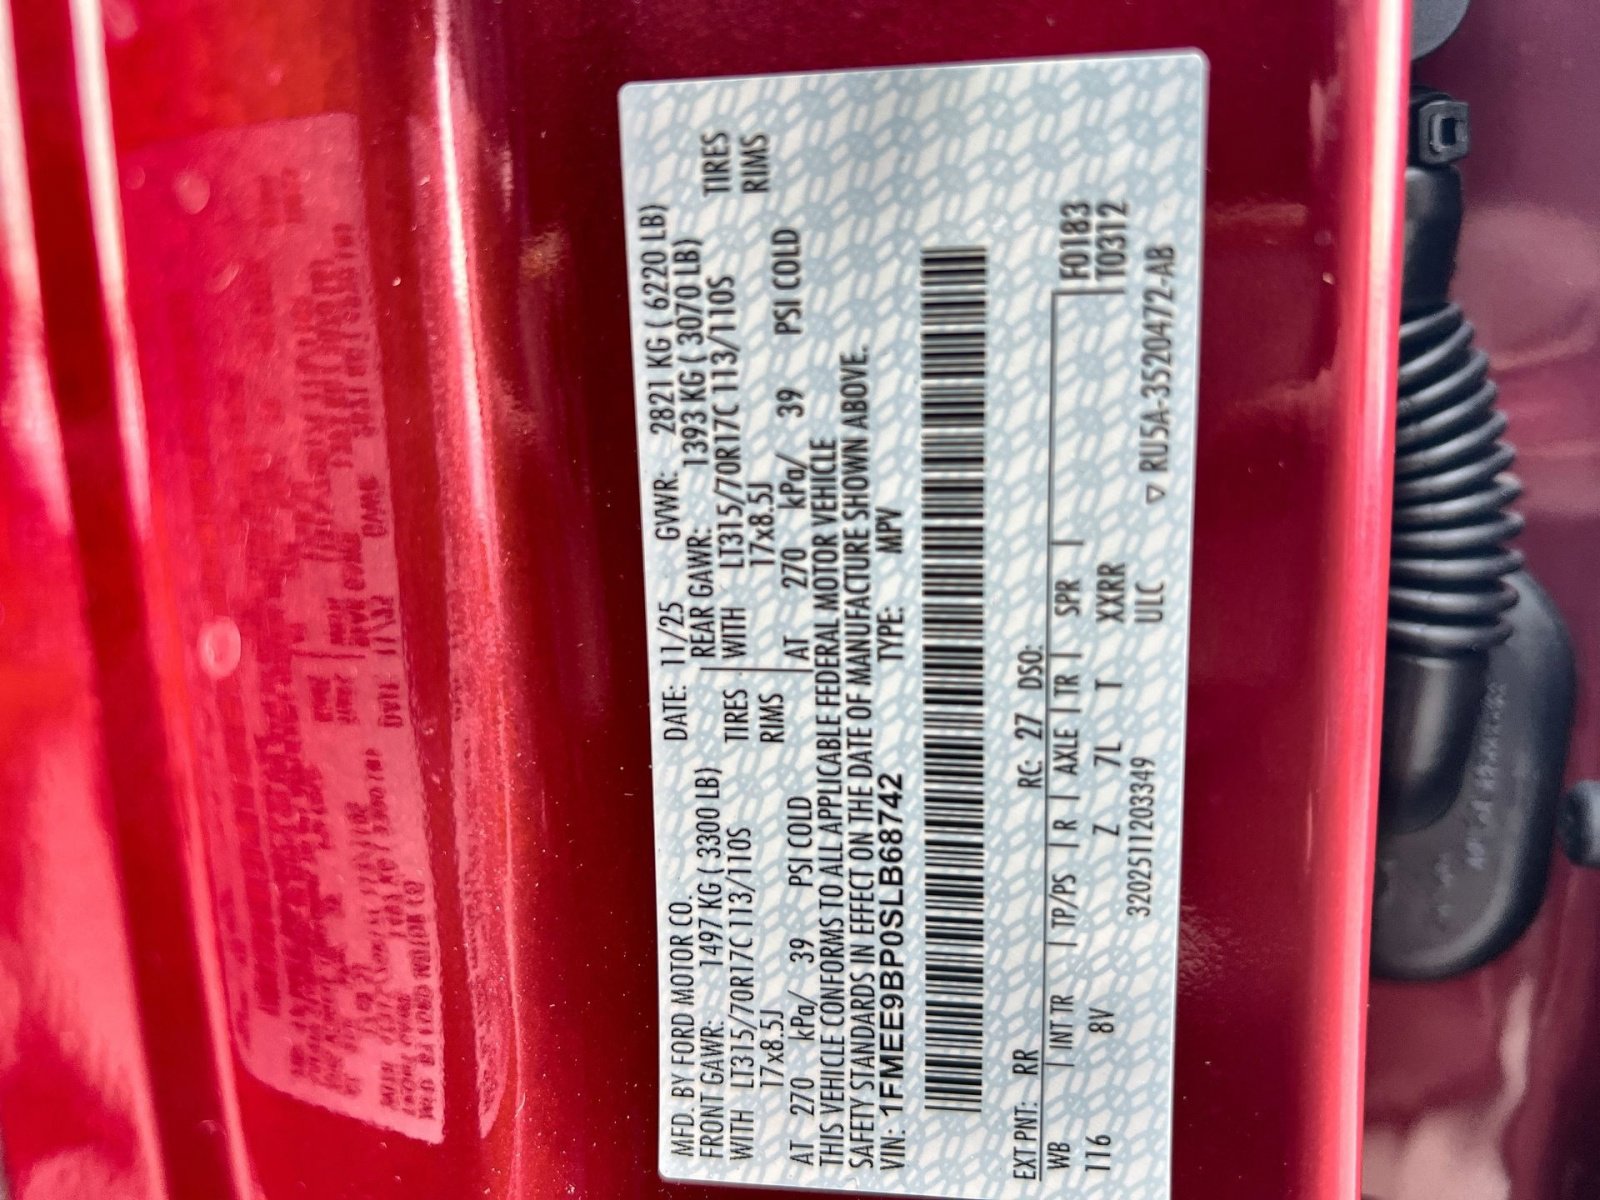 MFD. BY FORD MOTOR CO. DATE: 11/25 GVWR: 2821 KG ( 6220 LB)
FRONT GAWR: 1497 KG ( 3300 LB) REAR GAWR: 1393 KG ( 3070 LB)
WITH LT315/70R17C 113/110S TIRES WITH LT315/70R17C 113/110S TIRES
17x8.5J RIMS 17x8.5J RIMS
AT 270 kPa/ 39 PSI COLD AT 270 kPa/ 39 PSI COLD
THIS VEHICLE CONFORMS TO ALL APPLICABLE FEDERAL MOTOR VEHICLE
SAFETY STANDARDS IN EFFECT ON THE DATE OF MANUFACTURE SHOWN ABOVE.
VIN: 1FMEE9BP0SLB68742 TYPE: MPV
EXT PNT: RR RC: 27 DSO: F0183
WB INT TR TP/PS R AXLE TR SPR T0312
116 8V Z 7L T XXRR
3202511203349 ULC ▽ RU5A-3520472-AB